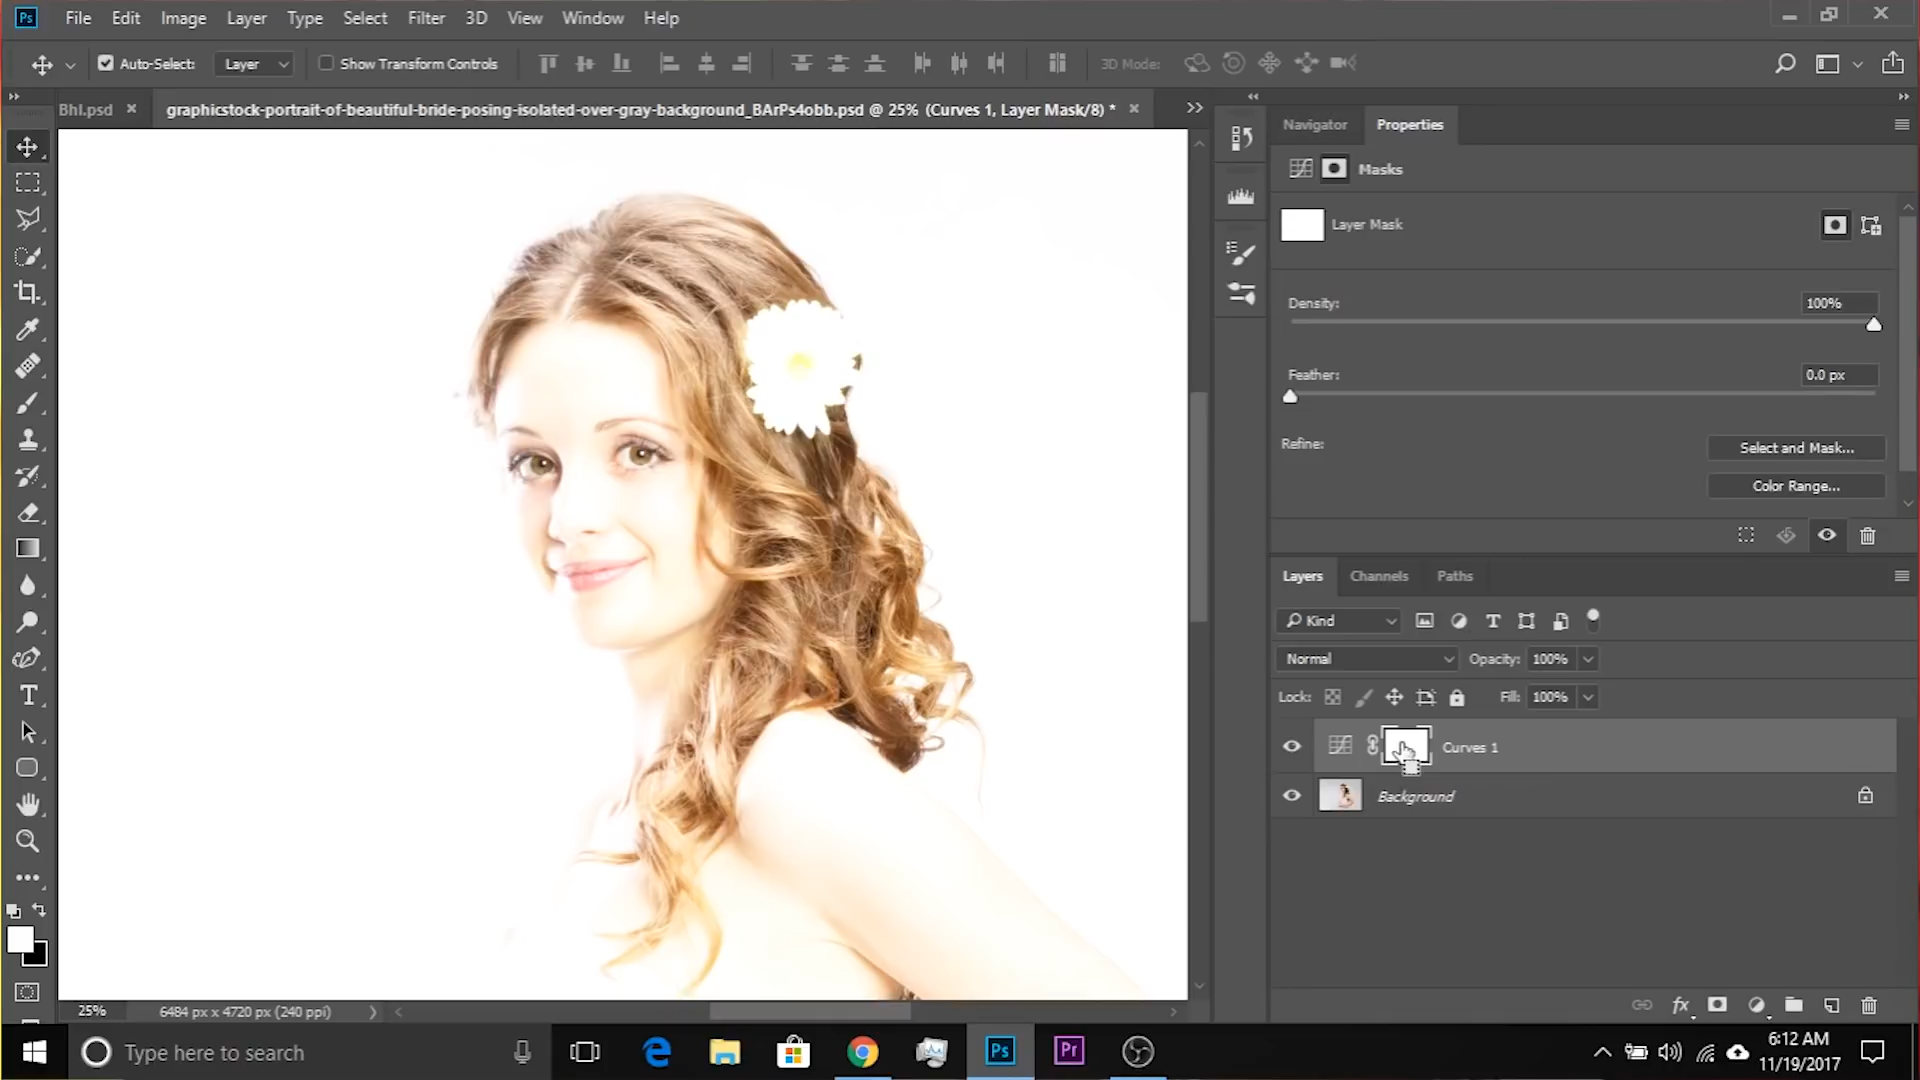 Ps File Edit Image Layer Type Select Filter 3D View Window Help
Auto-Select: Layer Show Transform Controls 3D Mode:
Bhl.psd × graphicstock-portrait-of-beautiful-bride-posing-isolated-over-gray-background_BArPs4obb.psd @ 25% (Curves 1, Layer Mask/8) * ×
Navigator Properties
Masks
Layer Mask
Density: 100%
Feather: 0.0 px
Refine:
Select and Mask...
Color Range...
Layers Channels Paths
Kind
Normal Opacity: 100%
Lock: Fill: 100%
Curves 1
Background
fx
25% 6484 px x 4720 px (240 ppi)
Type here to search
Ps Pr
6:12 AM
11/19/2017